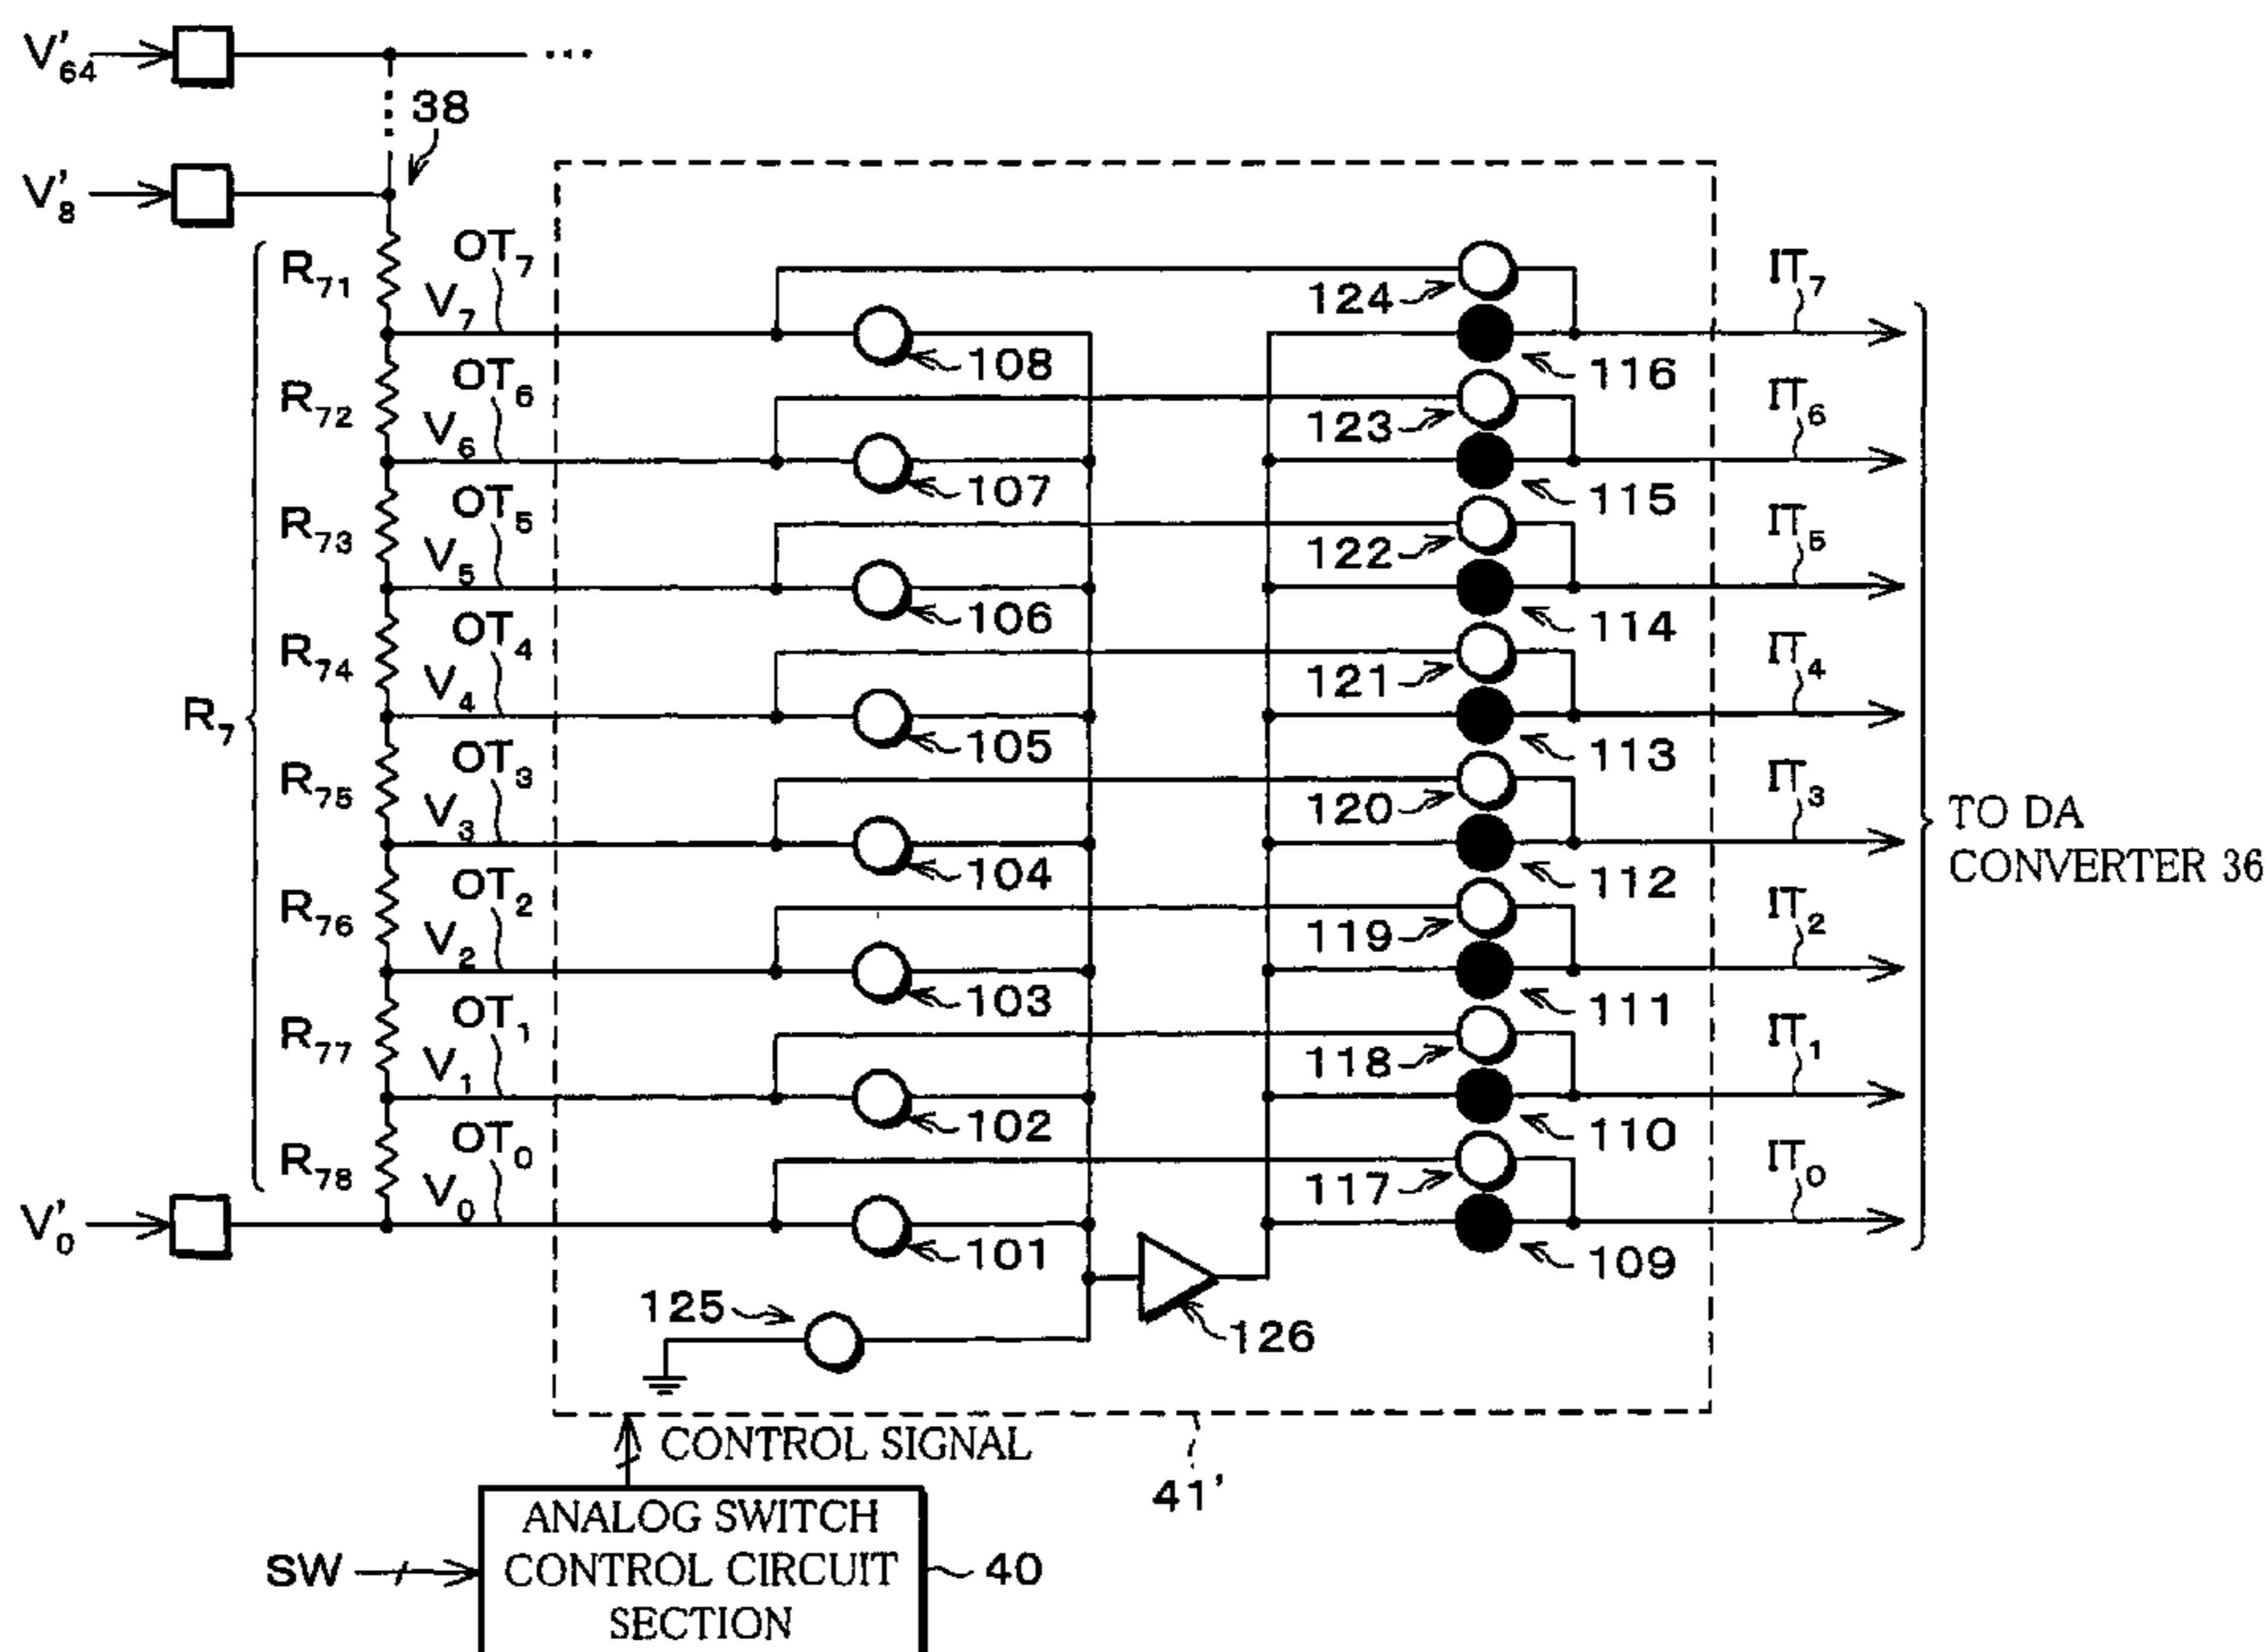 V'64
...
38
V'8
R71
V7
OT7
124
IT7
108
116
R72
V6
OT6
123
IT6
107
115
R73
V5
OT5
122
IT5
106
114
R74
V4
OT4
121
IT4
R7
105
113
R75
V3
OT3
120
IT3
TO DA
CONVERTER 36
104
112
R76
V2
OT2
119
IT2
103
111
R77
V1
OT1
118
IT1
102
110
R78
V0
OT0
117
IT0
V'0
101
109
125
126
CONTROL SIGNAL
41'
SW
ANALOG SWITCH
CONTROL CIRCUIT
SECTION
40